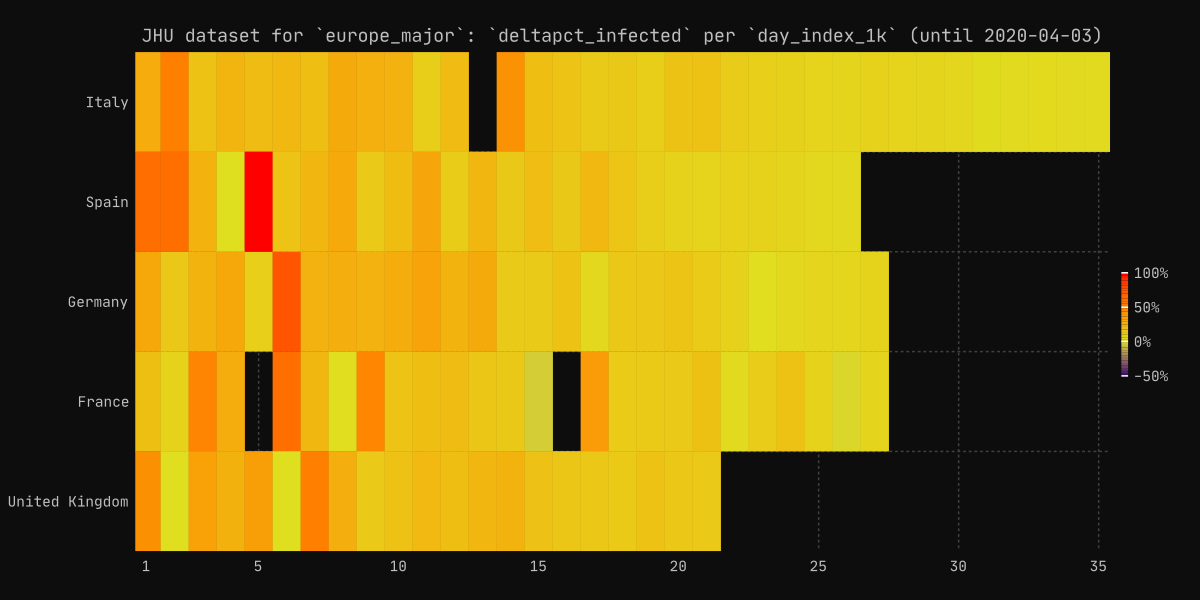 JHU dataset for `europe_major`: `deltapct_infected` per `day_index_1k` (until 2020-04-03)
Italy
Spain
Germany
France
United Kingdom
1 5 10 15 20 25 30 35
100%
50%
0%
-50%